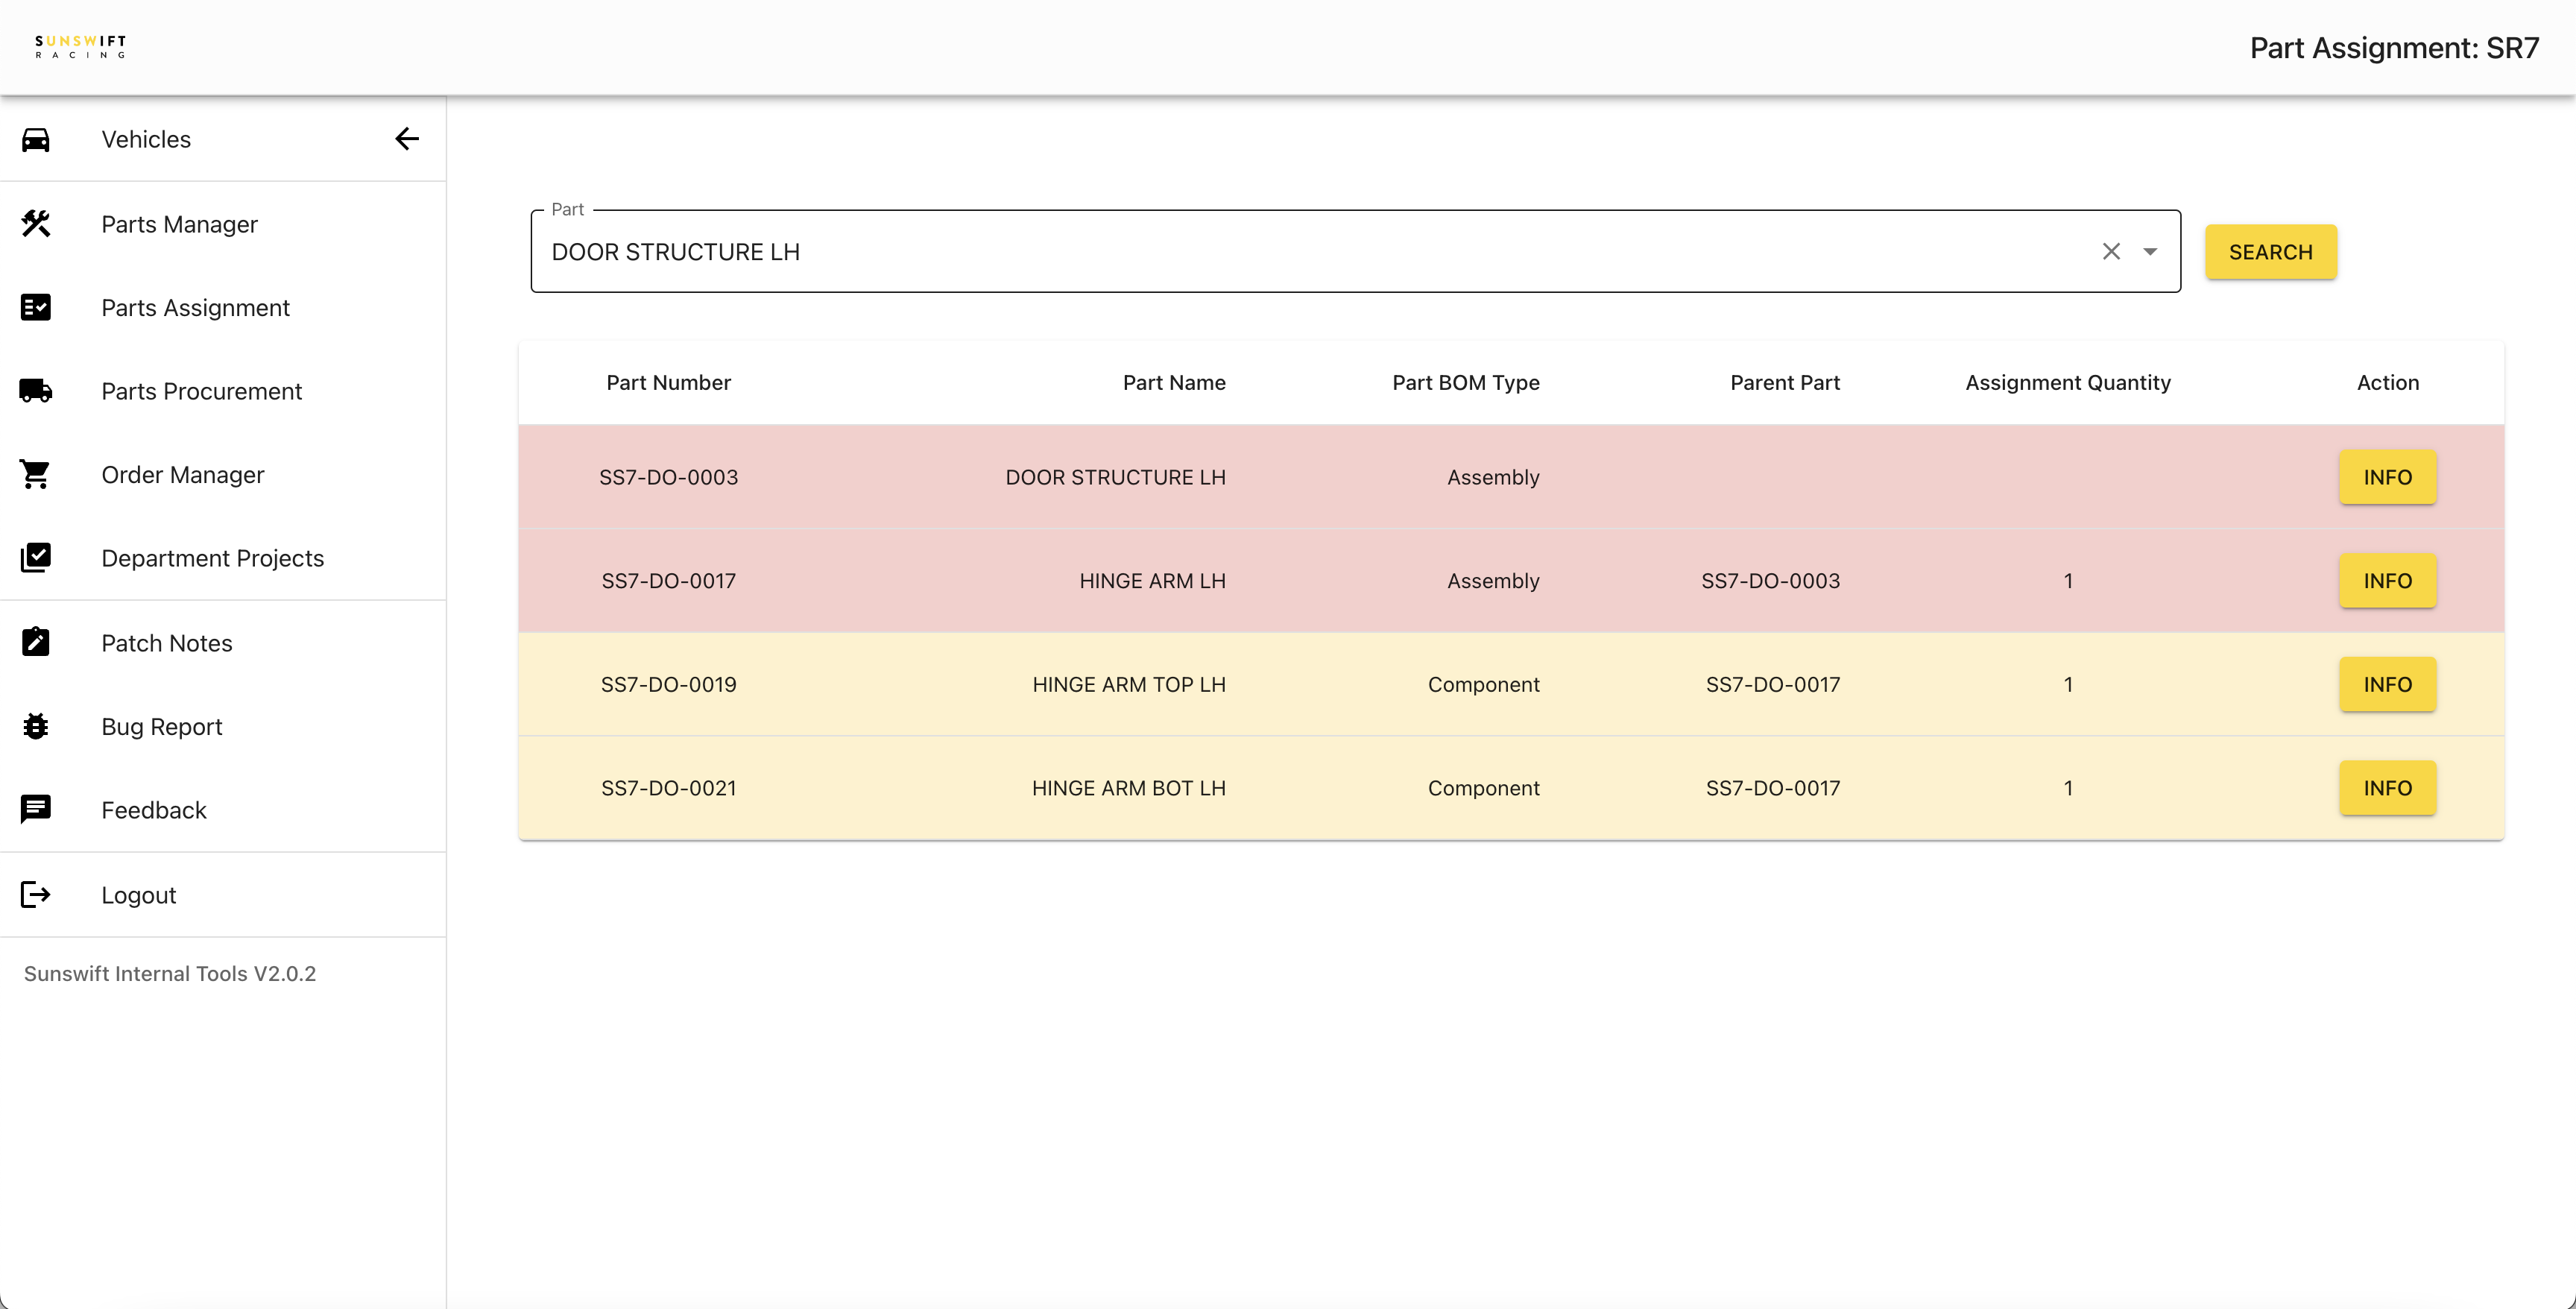 SUNSWIFT
RACING
Part Assignment: SR7
Vehicles
Parts Manager
Parts Assignment
Parts Procurement
Order Manager
Department Projects
Patch Notes
Bug Report
Feedback
Logout
Sunswift Internal Tools V2.0.2
Part
DOOR STRUCTURE LH
SEARCH
Part Number Part Name Part BOM Type Parent Part Assignment Quantity Action
SS7-DO-0003 DOOR STRUCTURE LH Assembly INFO
SS7-DO-0017 HINGE ARM LH Assembly SS7-DO-0003 1 INFO
SS7-DO-0019 HINGE ARM TOP LH Component SS7-DO-0017 1 INFO
SS7-DO-0021 HINGE ARM BOT LH Component SS7-DO-0017 1 INFO